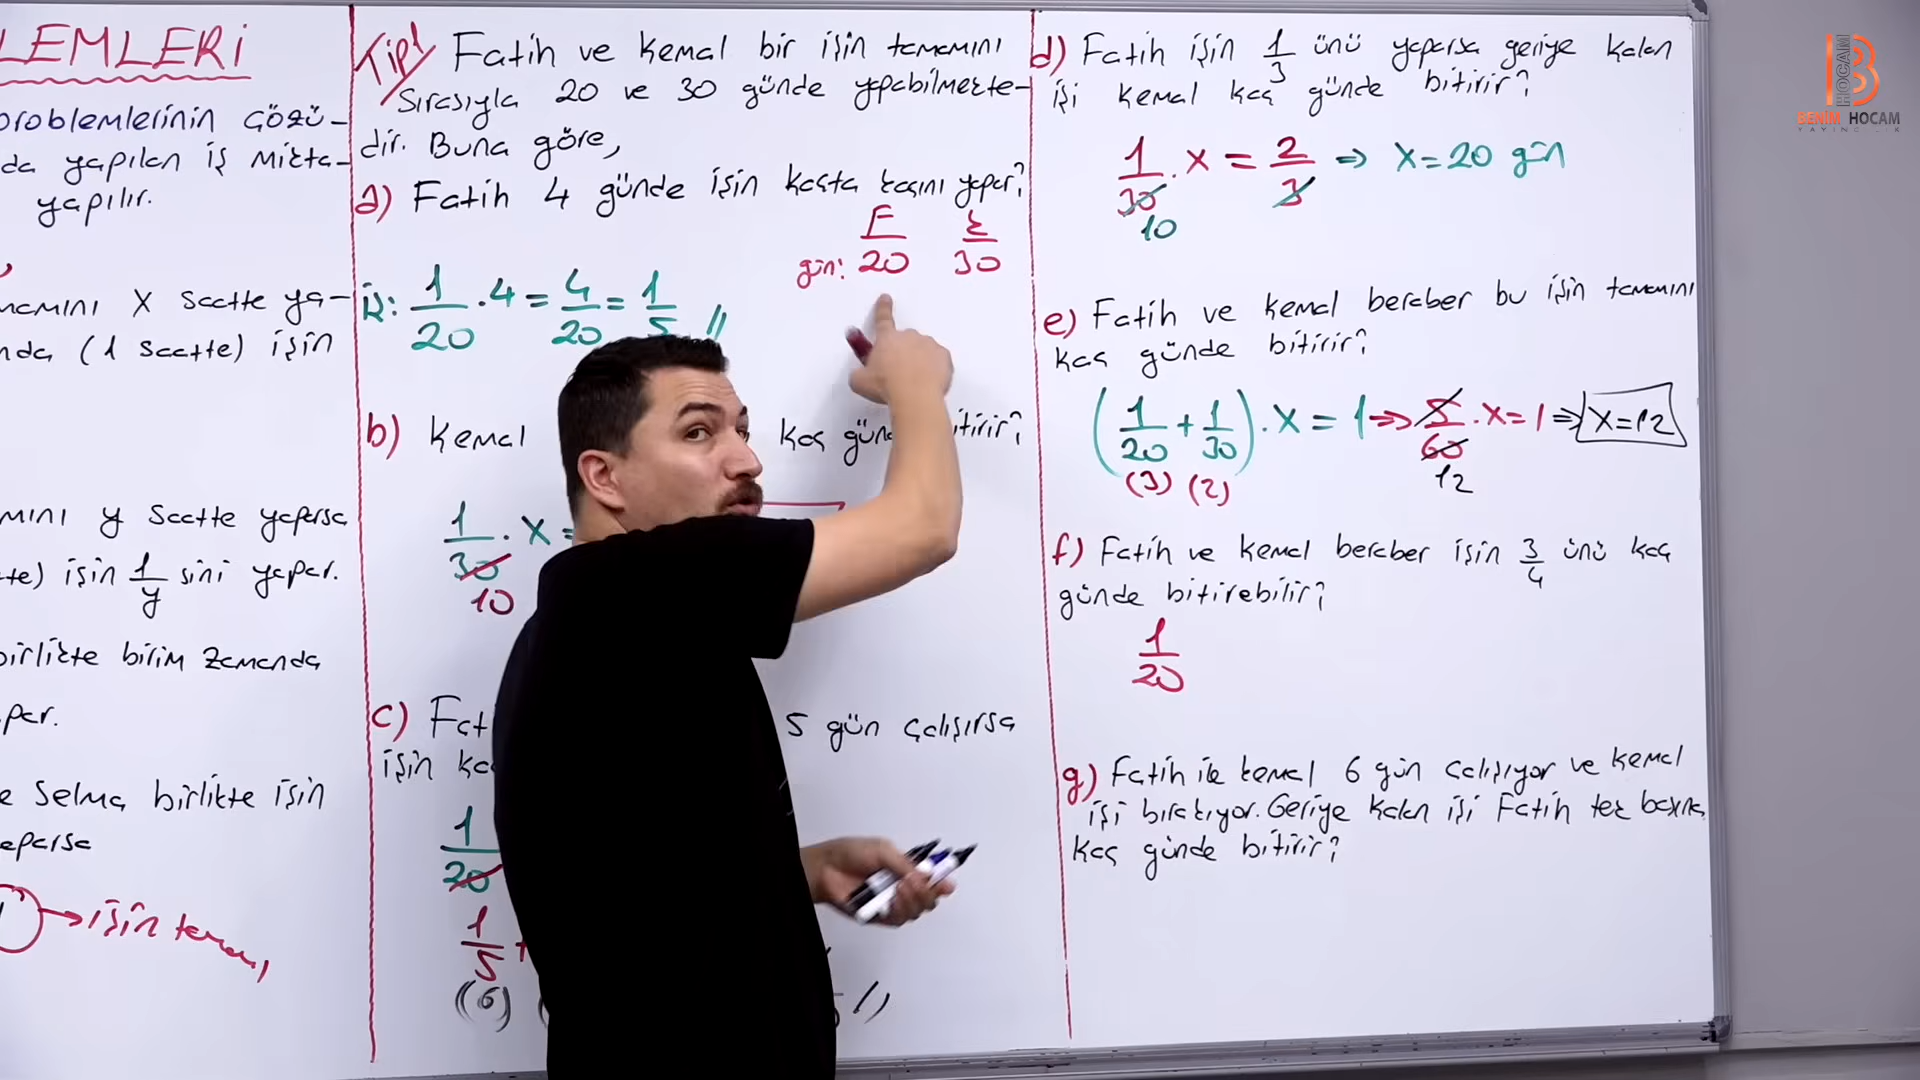 LEMLERİ
problemlerinin çözü-
da yapılan iş mikta-
yapılır.
mamını x saatte ya-
nda (1 saatte) işin
mını y saatte yaparsa
te) işin 1/y sini yapar.
birlikte birim zamanda
par.
e Selma birlikte işin
eparsa
→ işin
Tip1 Fatih ve Kemal bir işin tamamını
sırasıyla 20 ve 30 günde yapabilmekte-
dir. Buna göre,
a) Fatih 4 günde işin kaçta kaçını yapar?
F K
gün: 20 30
İş: 1/20 · 4 = 4/20 = 1/5 //
b) Kemal kaç günde bitirir?
1/30 · x =
10
c) Fat 5 gün çalışırsa
işin ka
1/20
1/5 +
(6) //
d) Fatih işin 1/3 ünü yaparsa geriye kalan
işi Kemal kaç günde bitirir?
1/30 · x = 2/3 ⇒ x = 20 gün
10
e) Fatih ve Kemal beraber bu işin tamamını
kaç günde bitirir?
(1/20 + 1/30) · x = 1 ⇒ 5/60 · x = 1 ⇒ x = 12
(3) (2) 12
f) Fatih ve Kemal beraber işin 3/4 ünü kaç
günde bitirebilir?
1/20
g) Fatih ile Kemal 6 gün çalışıyor ve Kemal
işi bırakıyor. Geriye kalan işi Fatih tek başına
kaç günde bitirir?
B HOCAM
BENİM HOCAM
YAYINCILIK